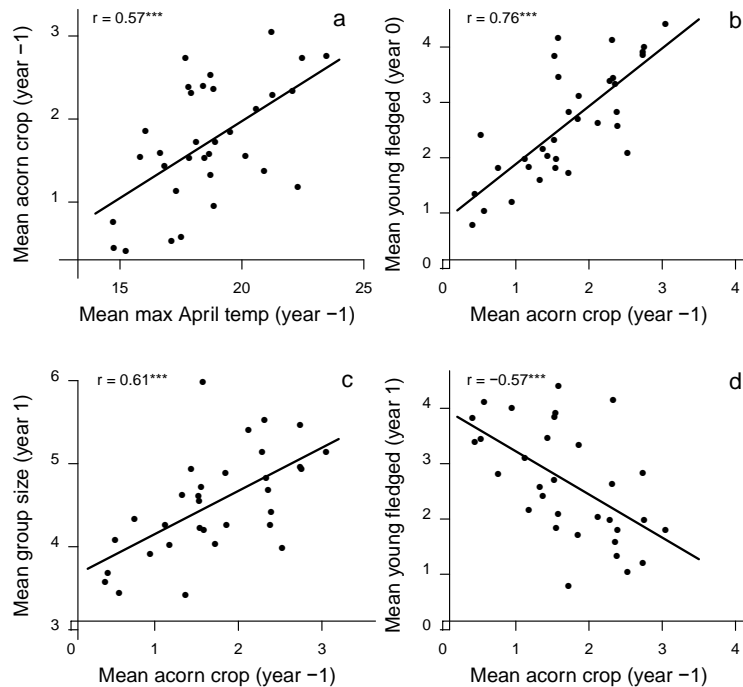 r = 0.57***
a
Mean acorn crop (year −1)
3
2
1
15
20
25
Mean max April temp (year −1)
r = 0.76***
b
Mean young fledged (year 0)
4
3
2
1
0
0
1
2
3
4
Mean acorn crop (year −1)
r = 0.61***
c
Mean group size (year 1)
6
5
4
3
0
1
2
3
Mean acorn crop (year −1)
r = −0.57***
d
Mean young fledged (year 1)
4
3
2
1
0
0
1
2
3
4
Mean acorn crop (year −1)